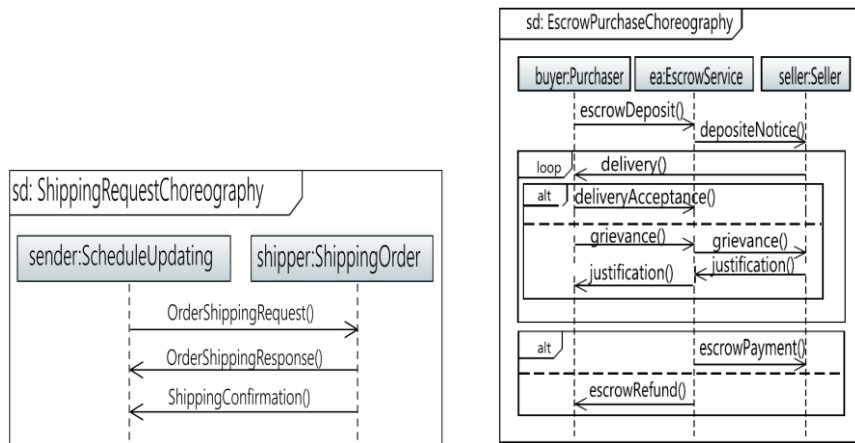 sd: ShippingRequestChoreography
sender:ScheduleUpdating
shipper:ShippingOrder
OrderShippingRequest()
OrderShippingResponse()
ShippingConfirmation()
sd: EscrowPurchaseChoreography
buyer:Purchaser
ea:EscrowService
seller:Seller
escrowDeposit()
depositeNotice()
loop
delivery()
alt
deliveryAcceptance()
grievance()
grievance()
justification()
justification()
alt
escrowPayment()
escrowRefund()